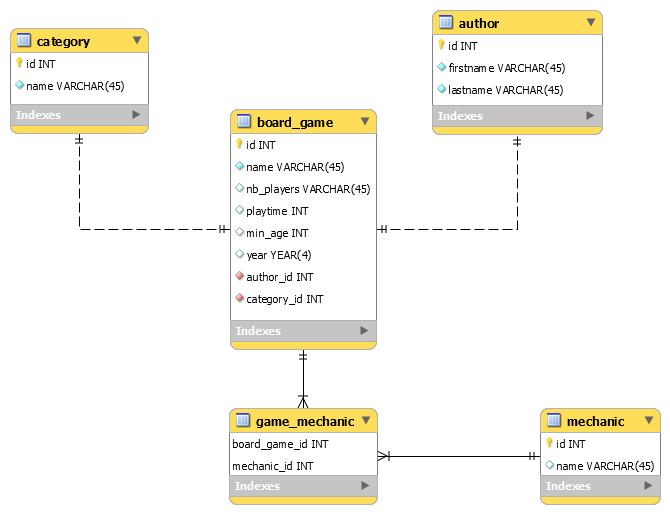 category
id INT
name VARCHAR(45)
Indexes
author
id INT
firstname VARCHAR(45)
lastname VARCHAR(45)
Indexes
board_game
id INT
name VARCHAR(45)
nb_players VARCHAR(45)
playtime INT
min_age INT
year YEAR(4)
author_id INT
category_id INT
Indexes
game_mechanic
board_game_id INT
mechanic_id INT
Indexes
mechanic
id INT
name VARCHAR(45)
Indexes